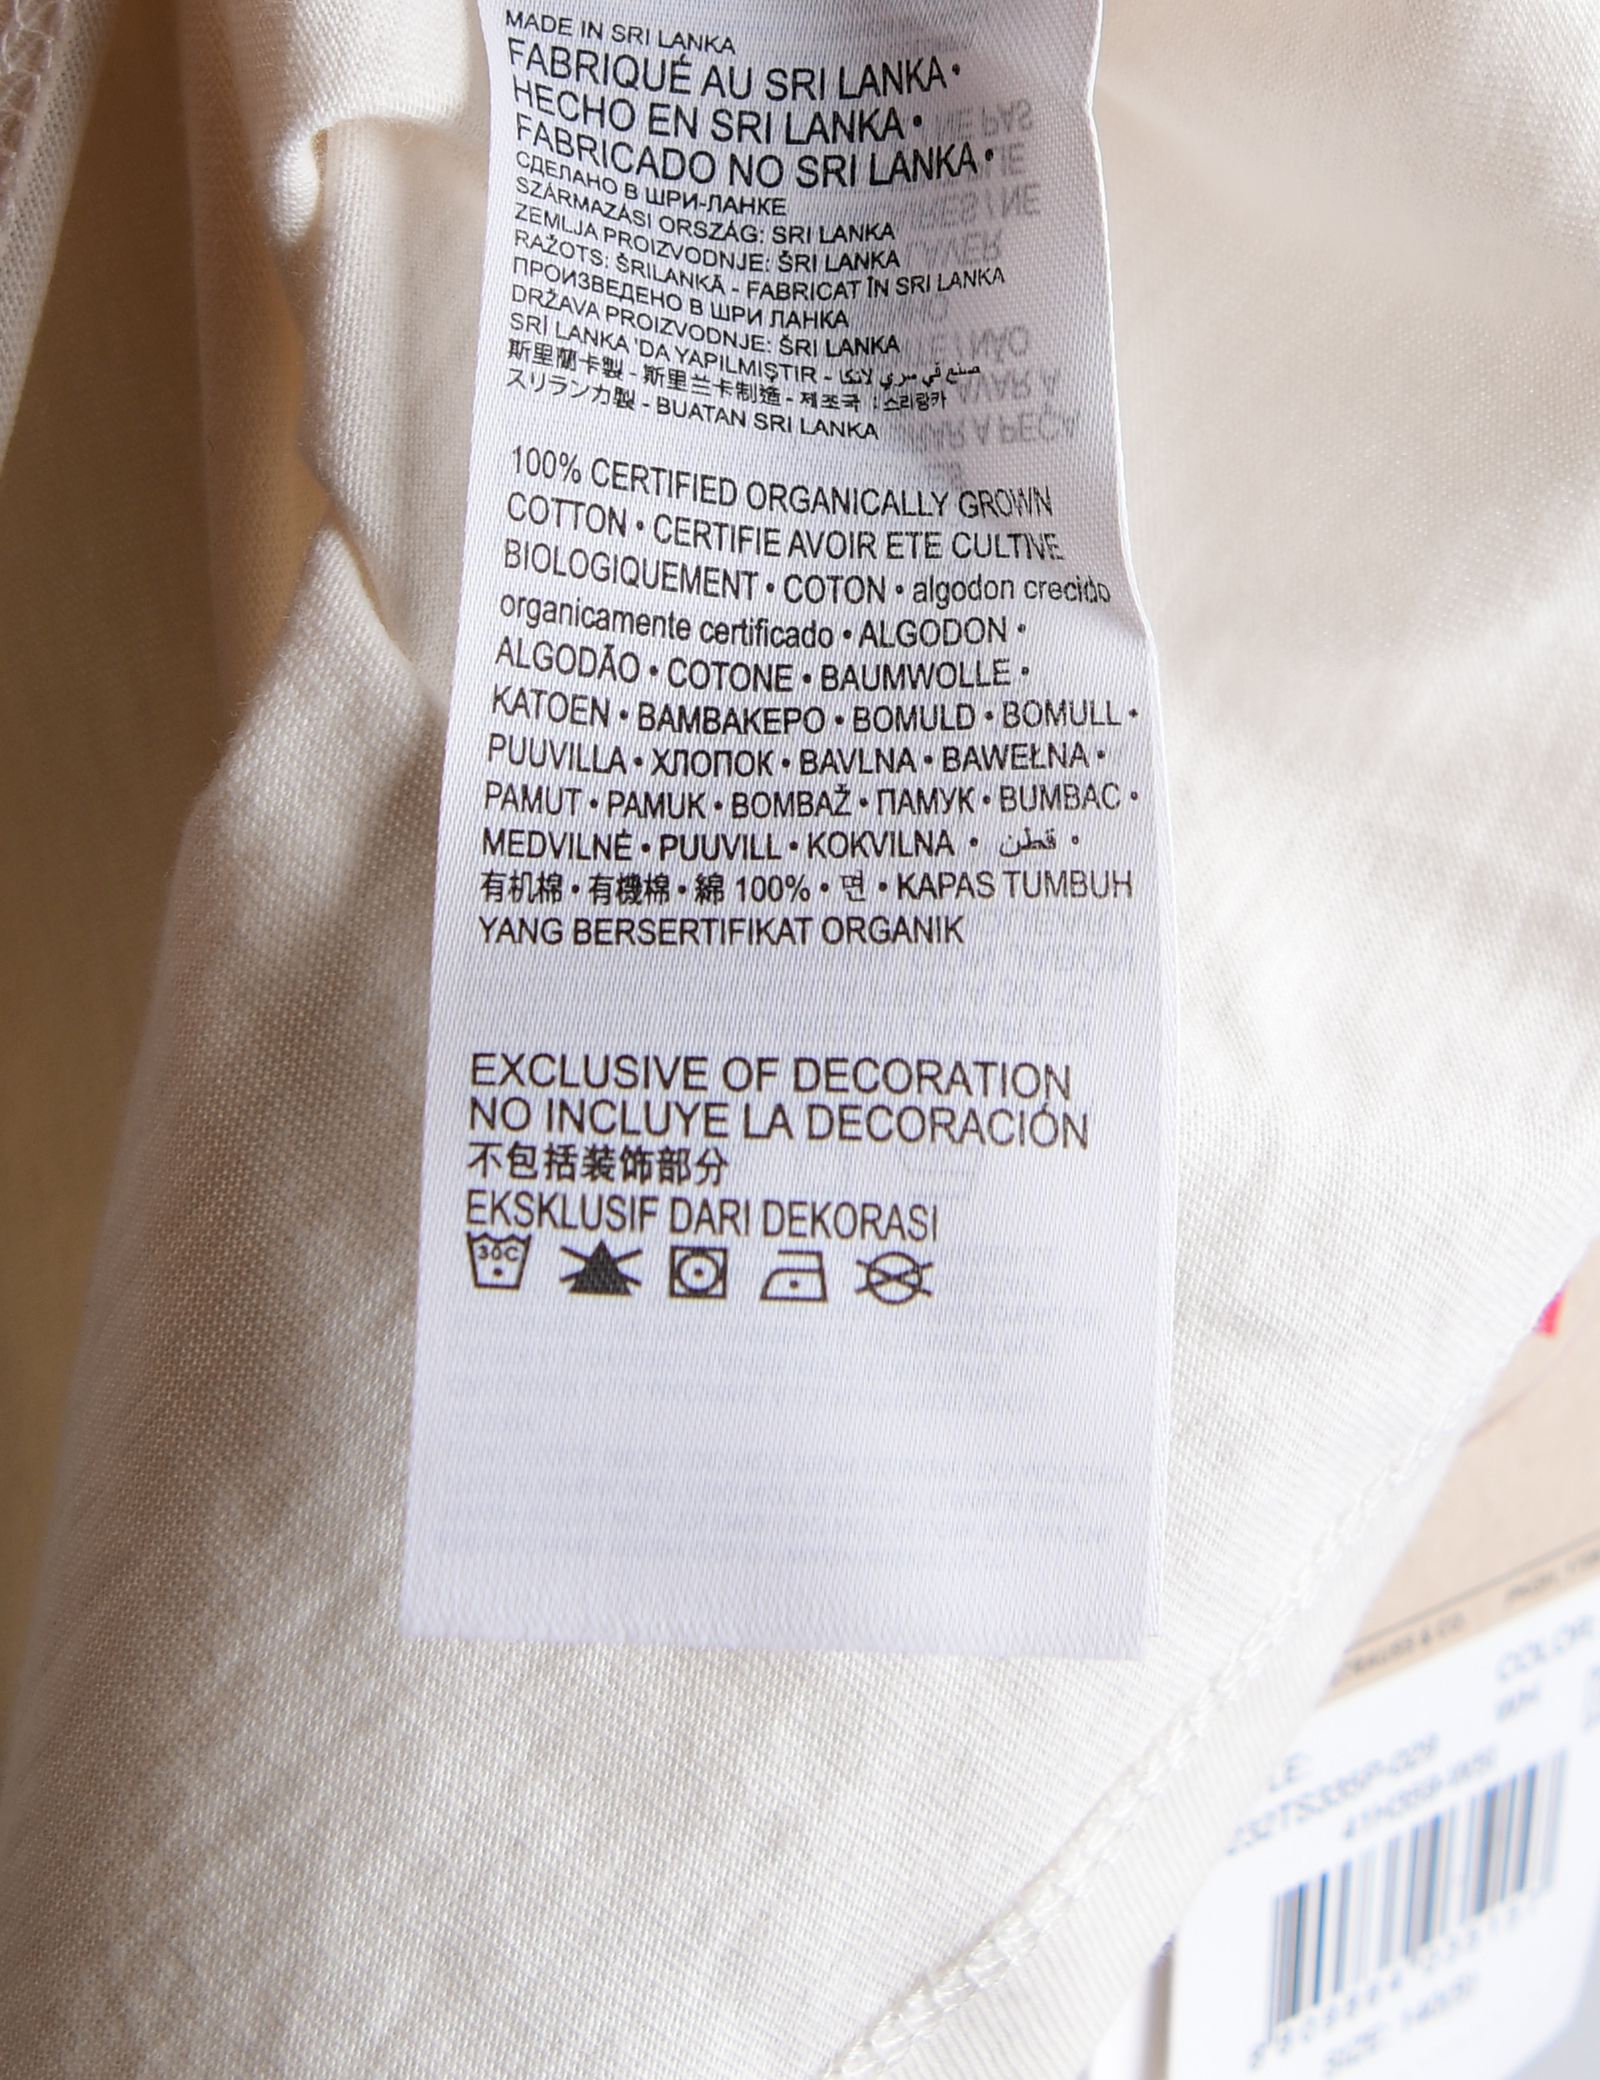 MADE IN SRI LANKA
FABRIQUÉ AU SRI LANKA •
HECHO EN SRI LANKA •
FABRICADO NO SRI LANKA •
СДЕЛАНО В ШРИ-ЛАНКЕ
SZÁRMAZÁSI ORSZÁG: SRI LANKA
ZEMLJA PROIZVODNJE: ŠRI LANKA
RAŽOTS: ŠRILANKĀ - FABRICAT ÎN SRI LANKA
ПРОИЗВЕДЕНО В ШРИ ЛАНКА
DRŽAVA PROIZVODNJE: ŠRI LANKA
SRİ LANKA 'DA YAPILMIŞTIR - صنع في سري لانكا
斯里蘭卡製 - 斯里兰卡制造 - 제조국 : 스리랑카
スリランカ製 - BUATAN SRI LANKA
100% CERTIFIED ORGANICALLY GROWN
COTTON • CERTIFIE AVOIR ETE CULTIVE
BIOLOGIQUEMENT • COTON • algodon crecido
organicamente certificado • ALGODON •
ALGODÃO • COTONE • BAUMWOLLE •
KATOEN • ΒΑΜΒΑΚΕΡΟ • BOMULD • BOMULL •
PUUVILLA • ХЛОПОК • BAVLNA • BAWEŁNA •
PAMUT • PAMUK • BOMBAŽ • ПАМУК • BUMBAC •
MEDVILNĖ • PUUVILL • KOKVILNA • قطن •
有机棉 • 有機棉 • 綿 100% • 면 • KAPAS TUMBUH
YANG BERSERTIFIKAT ORGANIK
EXCLUSIVE OF DECORATION
NO INCLUYE LA DECORACIÓN
不包括装饰部分
EKSKLUSIF DARI DEKORASI
30C
COLOR:
SIZE: